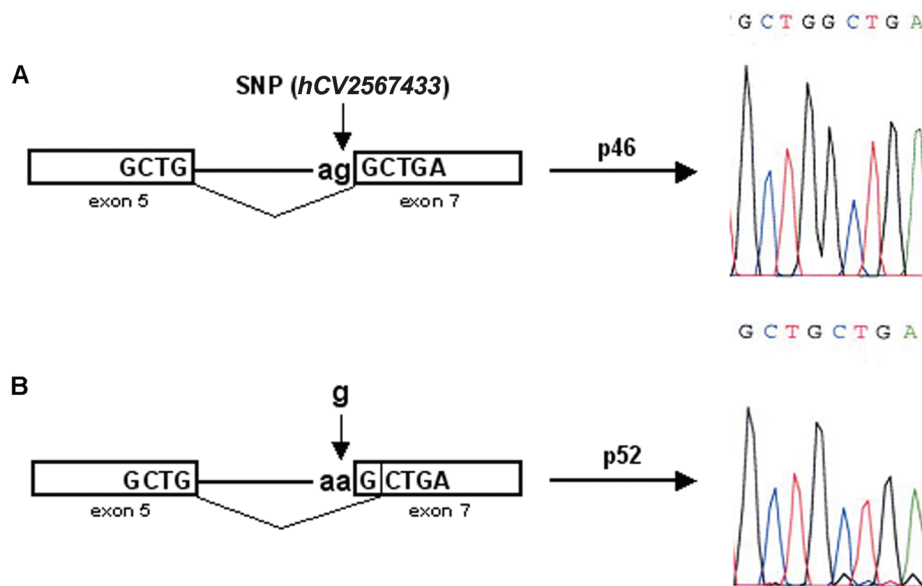 G C T G G C T G A
A
SNP (hCV2567433)
GCTG ag GCTGA
p46
exon 5 exon 7
G C T G C T G A
B
g
GCTG aa G CTGA
p52
exon 5 exon 7